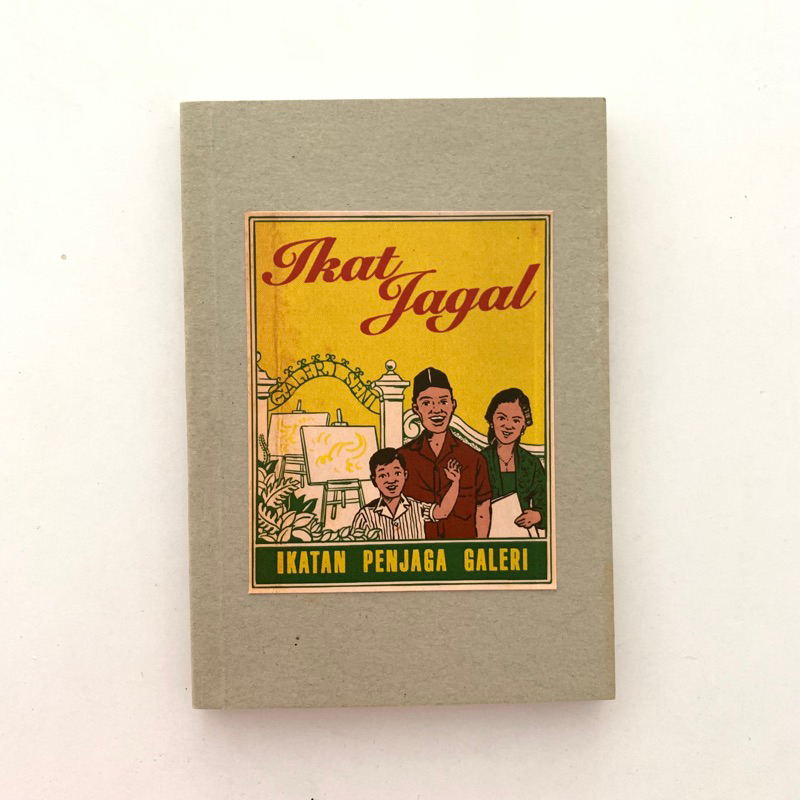 Ikat
Jagal
GALERI SENI
IKATAN PENJAGA GALERI